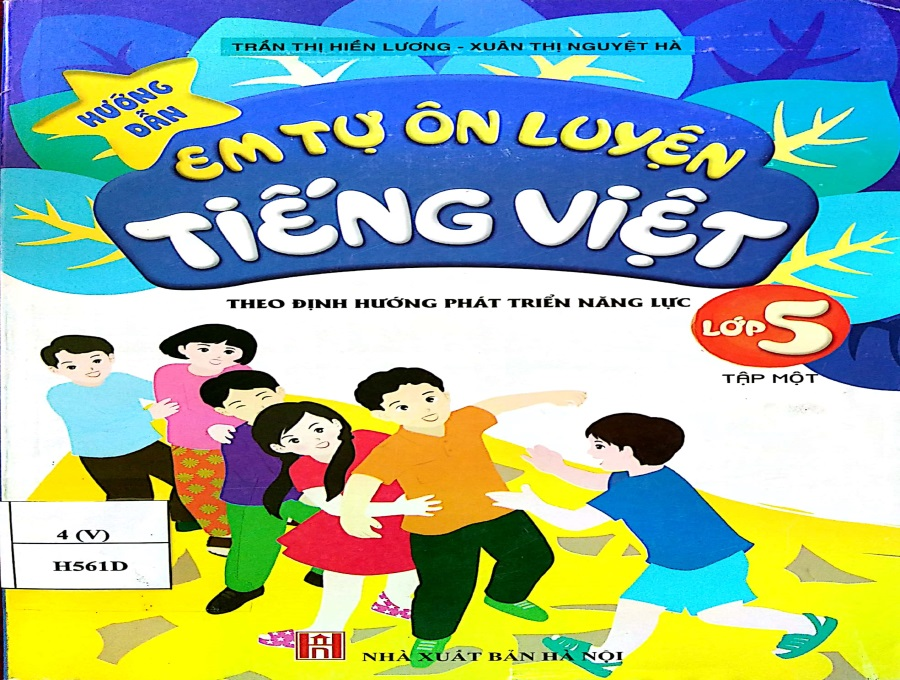 TRẦN THỊ HIỀN LƯƠNG - XUÂN THỊ NGUYỆT HÀ
HƯỚNG
DẪN
EM TỰ ÔN LUYỆN
TIẾNG VIỆT
THEO ĐỊNH HƯỚNG PHÁT TRIỂN NĂNG LỰC
LỚP 5
TẬP MỘT
4 (V)
H561D
NHÀ XUẤT BẢN HÀ NỘI